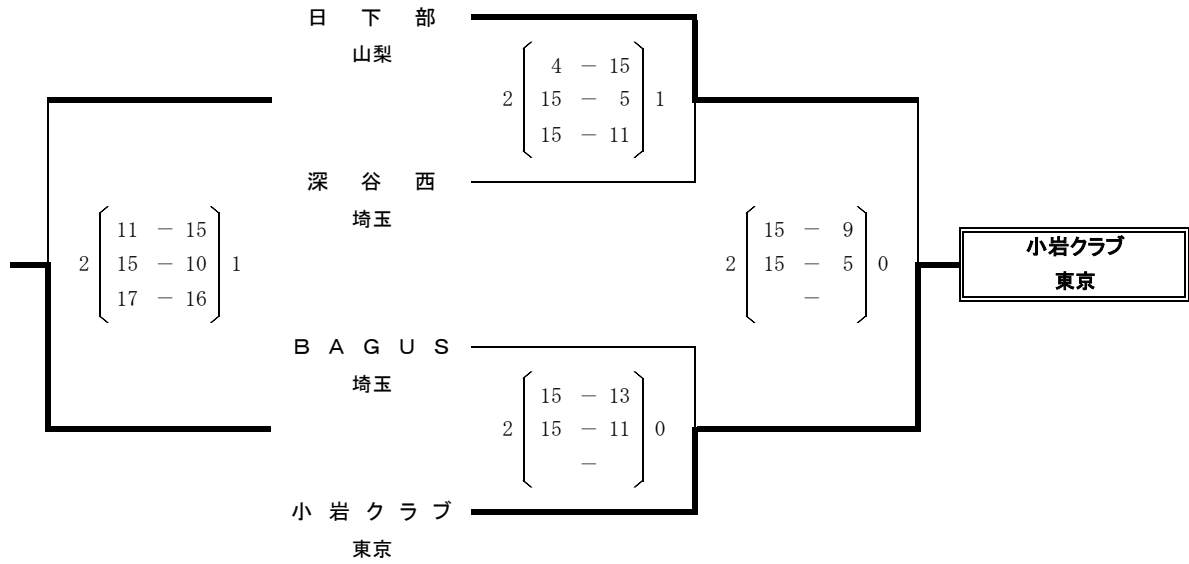 日下部
山梨
4 － 15
2 15 － 5 1
15 － 11
深谷西
埼玉
11 － 15
2 15 － 10 1
17 － 16
15 － 9
2 15 － 5 0
－
小岩クラブ
東京
BAGUS
埼玉
15 － 13
2 15 － 11 0
－
小岩クラブ
東京